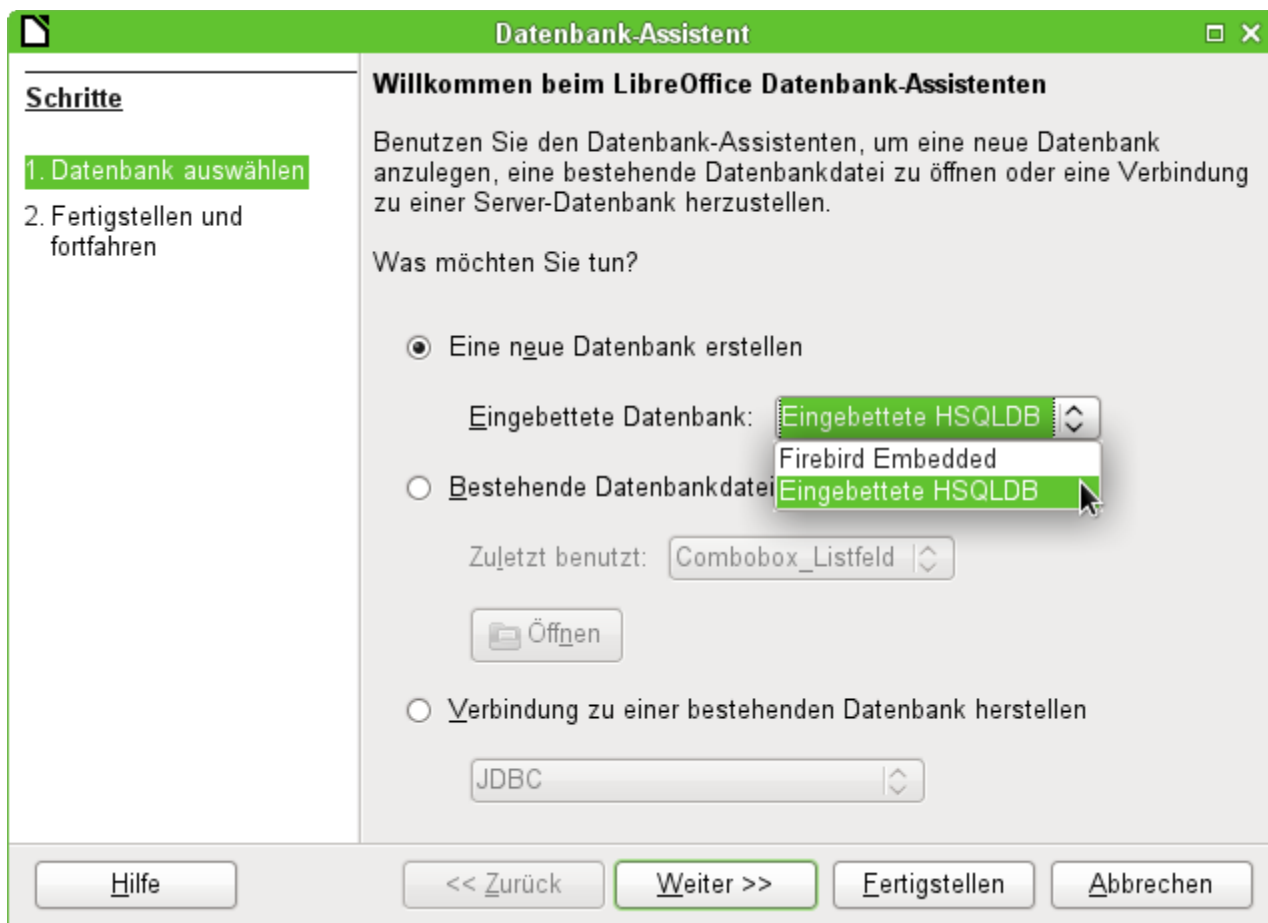 Datenbank-Assistent
Schritte
1. Datenbank auswählen
2. Fertigstellen und
fortfahren
Willkommen beim LibreOffice Datenbank-Assistenten
Benutzen Sie den Datenbank-Assistenten, um eine neue Datenbank
anzulegen, eine bestehende Datenbankdatei zu öffnen oder eine Verbindung
zu einer Server-Datenbank herzustellen.
Was möchten Sie tun?
Eine neue Datenbank erstellen
Eingebettete Datenbank: Eingebettete HSQLDB
Firebird Embedded
Bestehende Datenbankdatei Eingebettete HSQLDB
Zuletzt benutzt: Combobox_Listfeld
Öffnen
Verbindung zu einer bestehenden Datenbank herstellen
JDBC
Hilfe << Zurück Weiter >> Fertigstellen Abbrechen